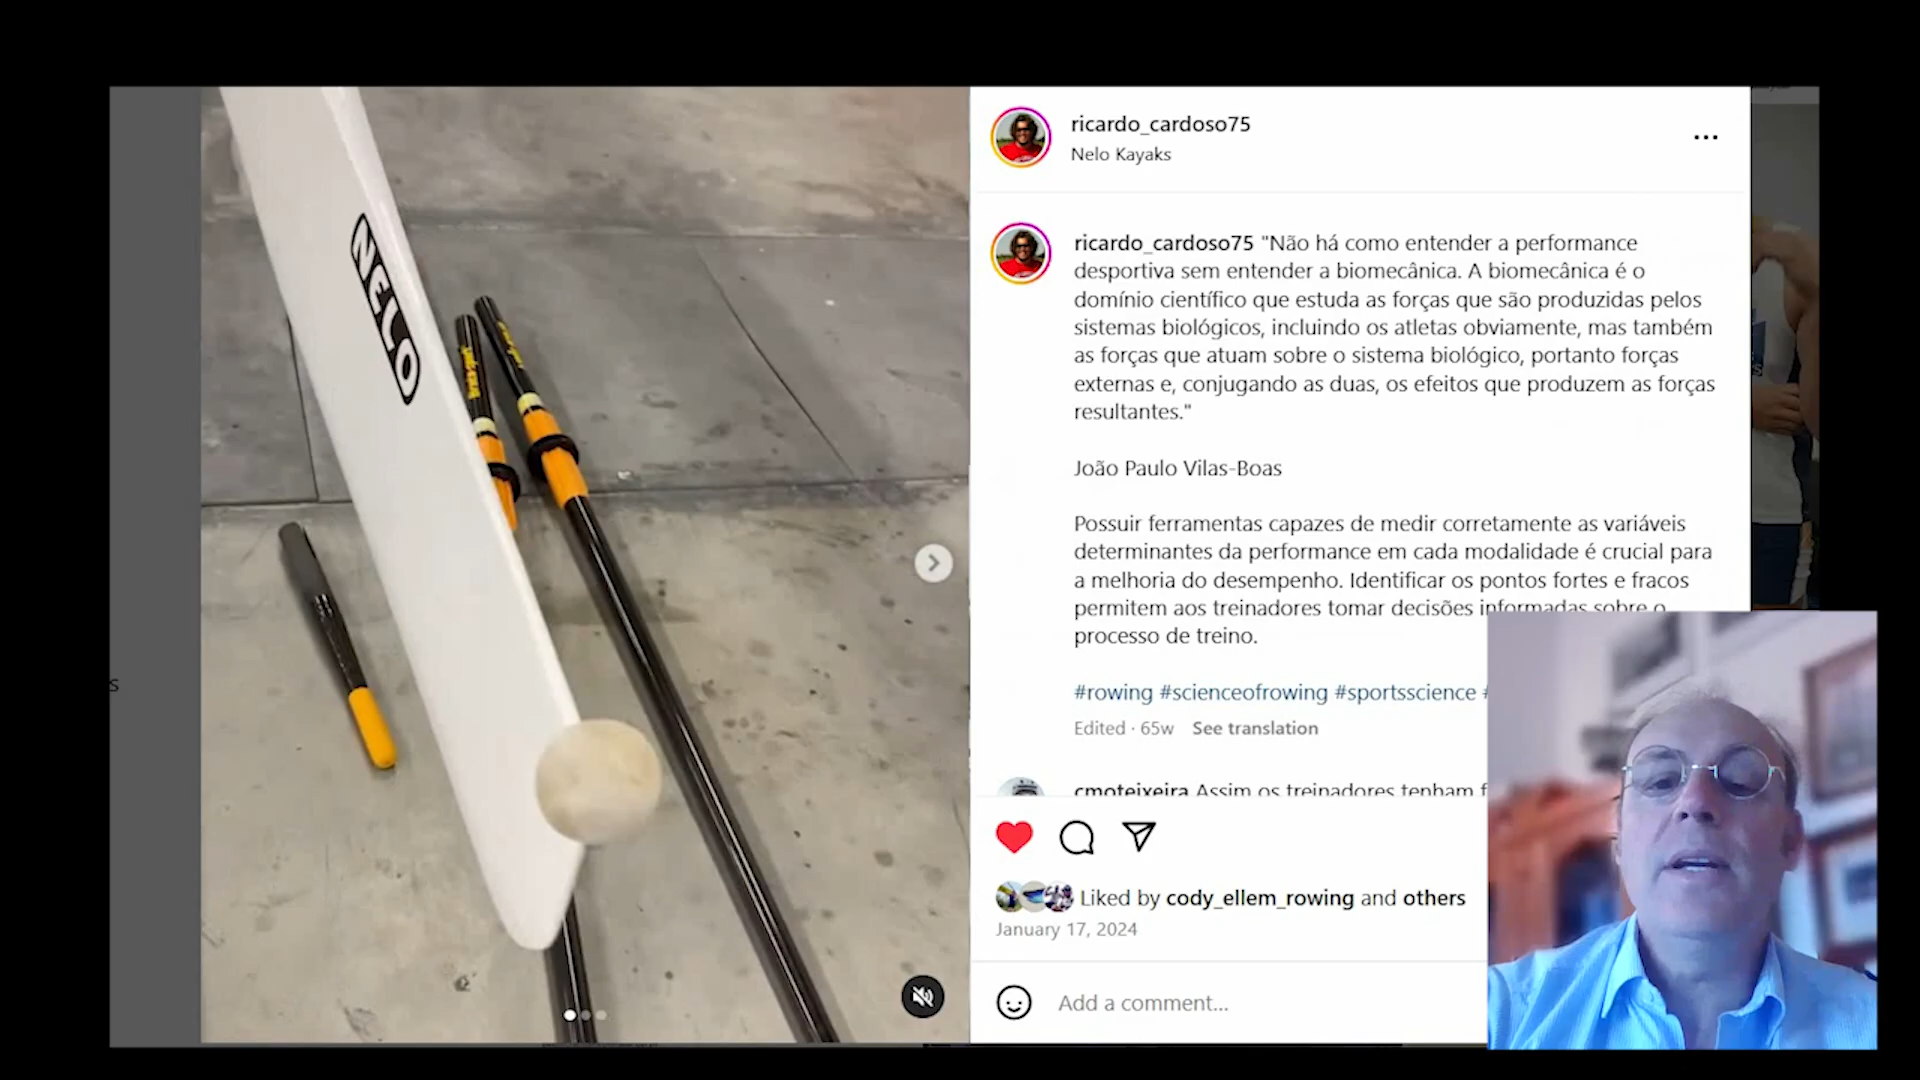 ricardo_cardoso75
Nelo Kayaks
ricardo_cardoso75 "Não há como entender a performance
desportiva sem entender a biomecânica. A biomecânica é o
domínio científico que estuda as forças que são produzidas pelos
sistemas biológicos, incluindo os atletas obviamente, mas também
as forças que atuam sobre o sistema biológico, portanto forças
externas e, conjugando as duas, os efeitos que produzem as forças
resultantes."
João Paulo Vilas-Boas
Possuir ferramentas capazes de medir corretamente as variáveis
determinantes da performance em cada modalidade é crucial para
a melhoria do desempenho. Identificar os pontos fortes e fracos
permitem aos treinadores tomar decisões informadas sobre o
processo de treino.
#rowing #scienceofrowing #sportsscience #
Edited · 65w See translation
cmoteixeira Assim os treinadores tenham f
Liked by cody_ellem_rowing and others
January 17, 2024
Add a comment...
NELO
s